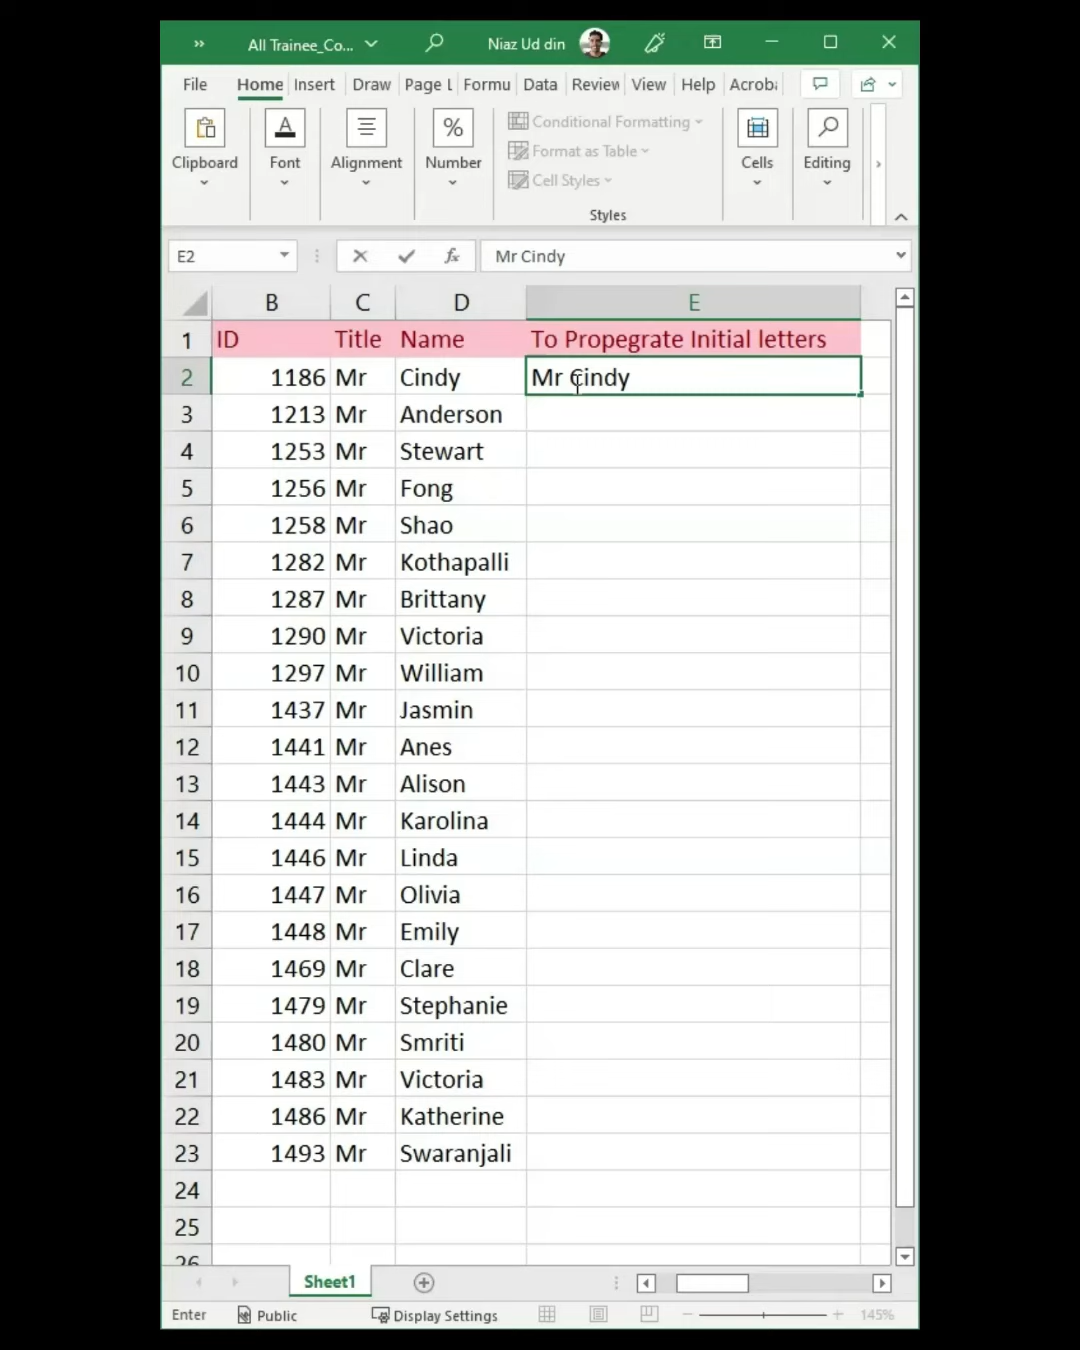 » All Trainee_Co... Niaz Ud din
File Home Insert Draw Page L Formu Data Review View Help Acroba
Clipboard Font Alignment Number Conditional Formatting Format as Table Cell Styles Styles Cells Editing
E2 fx Mr Cindy
B C D E
1 ID Title Name To Propegrate Initial letters
2 1186 Mr Cindy Mr Cindy
3 1213 Mr Anderson
4 1253 Mr Stewart
5 1256 Mr Fong
6 1258 Mr Shao
7 1282 Mr Kothapalli
8 1287 Mr Brittany
9 1290 Mr Victoria
10 1297 Mr William
11 1437 Mr Jasmin
12 1441 Mr Anes
13 1443 Mr Alison
14 1444 Mr Karolina
15 1446 Mr Linda
16 1447 Mr Olivia
17 1448 Mr Emily
18 1469 Mr Clare
19 1479 Mr Stephanie
20 1480 Mr Smriti
21 1483 Mr Victoria
22 1486 Mr Katherine
23 1493 Mr Swaranjali
24
25
26
Sheet1
Enter Public Display Settings 145%